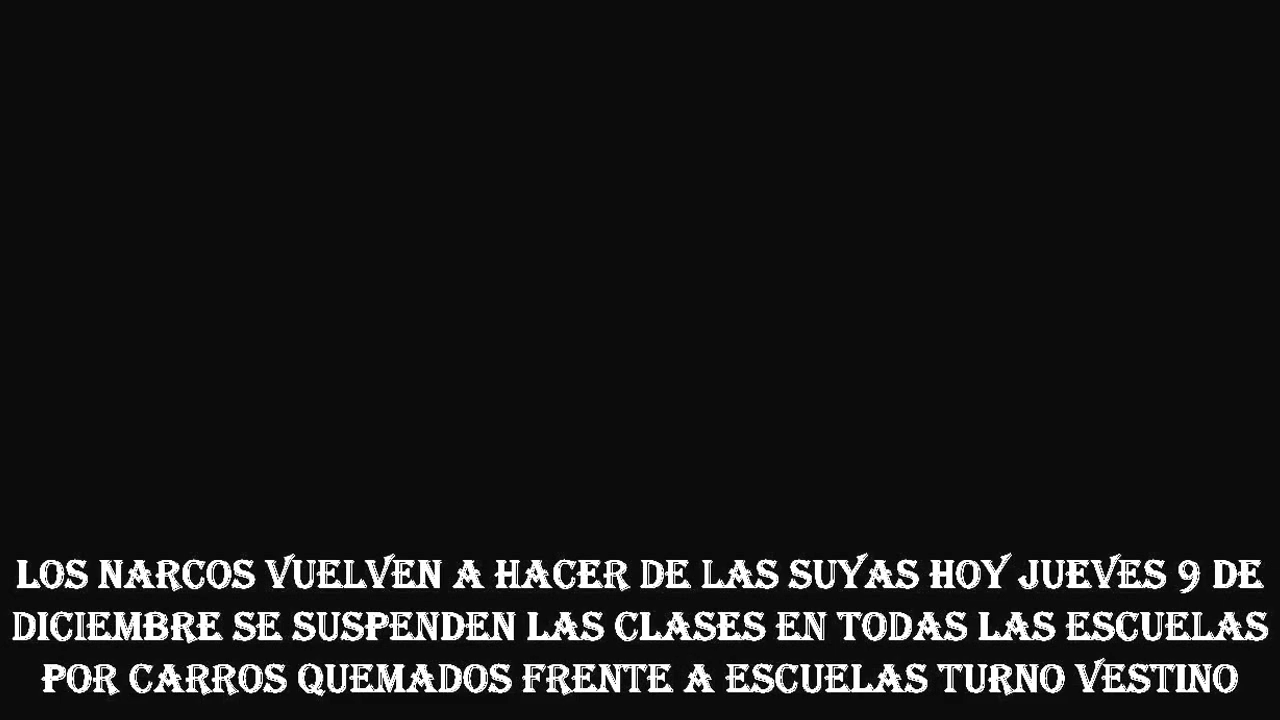 LOS NARCOS VUELVEN A HACER DE LAS SUYAS HOY JUEVES 9 DE
DICIEMBRE SE SUSPENDEN LAS CLASES EN TODAS LAS ESCUELAS
POR CARROS QUEMADOS FRENTE A ESCUELAS TURNO VESTINO